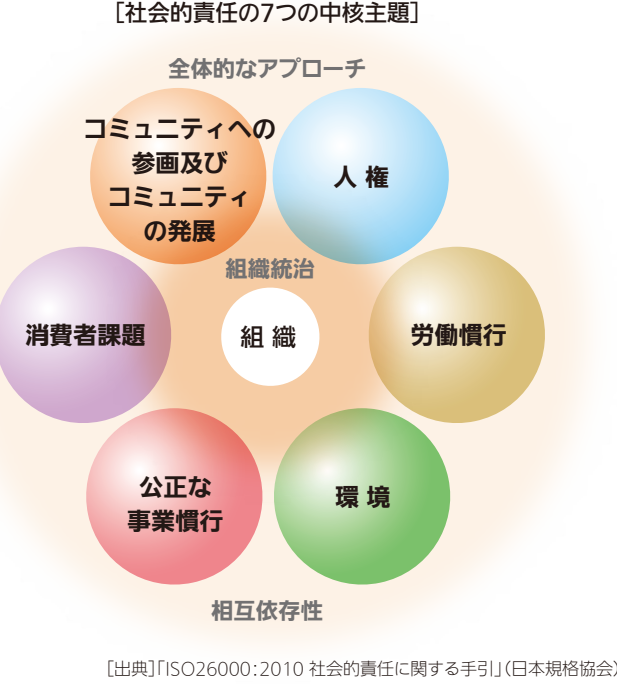 ［社会的責任の7つの中核主題］
全体的なアプローチ
コミュニティへの
参画及び
コミュニティ
の発展
人 権
組織統治
消費者課題
組 織
労働慣行
公正な
事業慣行
環 境
相互依存性
［出典］「ISO26000：2010 社会的責任に関する手引」（日本規格協会）